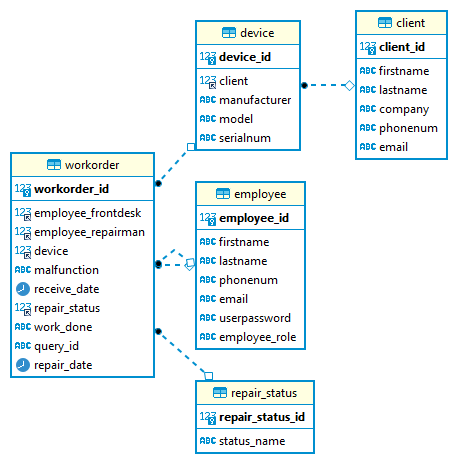 device
device_id
123 client
ABC manufacturer
ABC model
ABC serialnum
client
123 client_id
ABC firstname
ABC lastname
ABC company
ABC phonenum
ABC email
workorder
123 workorder_id
123 employee_frontdesk
123 employee_repairman
123 device
ABC malfunction
receive_date
123 repair_status
ABC work_done
ABC query_id
repair_date
employee
123 employee_id
ABC firstname
ABC lastname
ABC phonenum
ABC email
ABC userpassword
ABC employee_role
repair_status
123 repair_status_id
ABC status_name